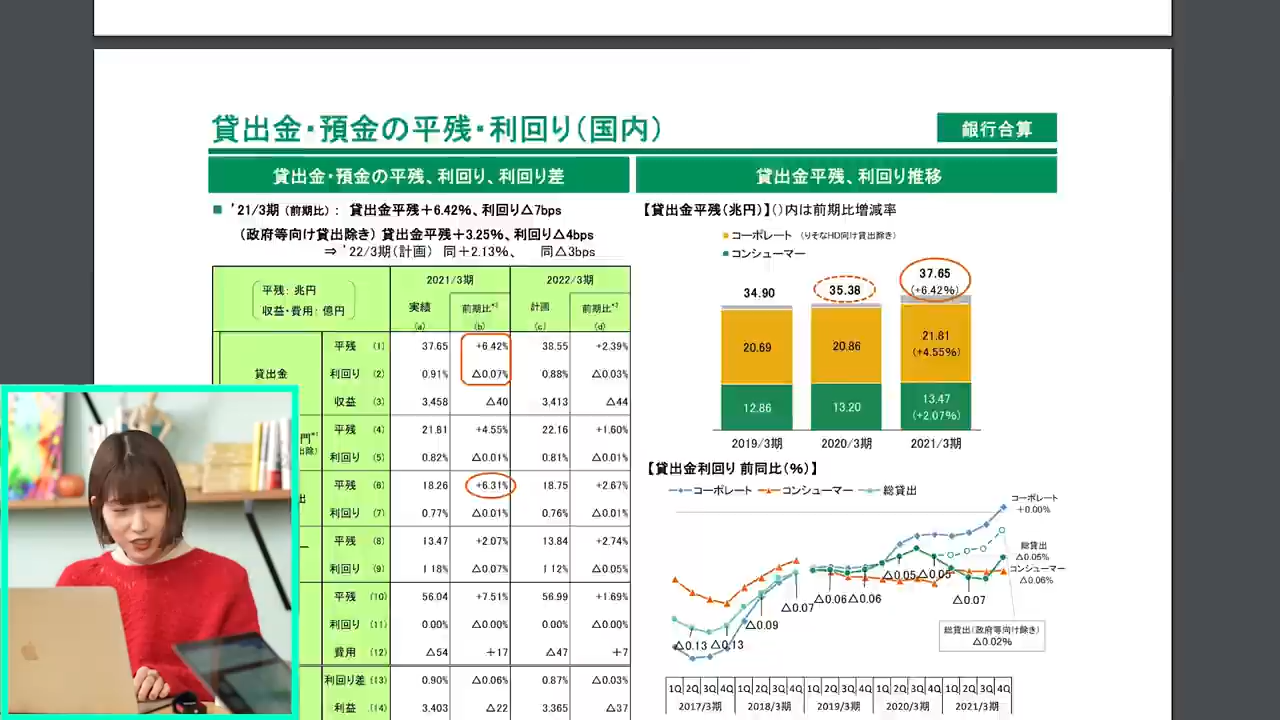 貸出金・預金の平残・利回り(国内)
銀行合算
貸出金・預金の平残、利回り、利回り差
貸出金平残、利回り推移
■ '21/3期 (前期比) : 貸出金平残+6.42%、利回り△7bps
(政府等向け貸出除き) 貸出金平残+3.25%、利回り△4bps
⇒ '22/3期(計画) 同+2.13%、 同△3bps
平残: 兆円
収益・費用: 億円
2021/3期 2022/3期
実績 前期比*2 計画 前期比*2
(a) (b) (c) (d)
貸出金
平残 (1) 37.65 +6.42% 38.55 +2.39%
利回り (2) 0.91% △0.07% 0.88% △0.03%
収益 (3) 3,458 △40 3,413 △44
門*1
出除)
平残 (4) 21.81 +4.55% 22.16 +1.60%
利回り (5) 0.82% △0.01% 0.81% △0.01%
出
平残 (6) 18.26 +6.31% 18.75 +2.67%
利回り (7) 0.77% △0.01% 0.76% △0.01%
ー
平残 (8) 13.47 +2.07% 13.84 +2.74%
利回り (9) 1.18% △0.07% 1.12% △0.05%
平残 (10) 56.04 +7.51% 56.99 +1.69%
利回り (11) 0.00% △0.00% 0.00% △0.00%
費用 (12) △54 +17 △47 +7
利回り差 (13) 0.90% △0.06% 0.87% △0.03%
利益 (14) 3,403 △22 3,365 △37
【貸出金平残(兆円)】()内は前期比増減率
コーポレート (りそなHD向け貸出除き)
コンシューマー
34.90 35.38 37.65
(+6.42%)
20.69 20.86 21.81
(+4.55%)
12.86 13.20 13.47
(+2.07%)
2019/3期 2020/3期 2021/3期
【貸出金利回り 前同比(%)】
コーポレート コンシューマー 総貸出
コーポレート
+0.00%
総貸出
△0.05%
コンシューマー
△0.06%
△0.13 △0.13 △0.09 △0.07 △0.06 △0.06 △0.05 △0.05 △0.07
総貸出(政府等向け除き)
△0.02%
1Q 2Q 3Q 4Q 1Q 2Q 3Q 4Q 1Q 2Q 3Q 4Q 1Q 2Q 3Q 4Q 1Q 2Q 3Q 4Q
2017/3期 2018/3期 2019/3期 2020/3期 2021/3期